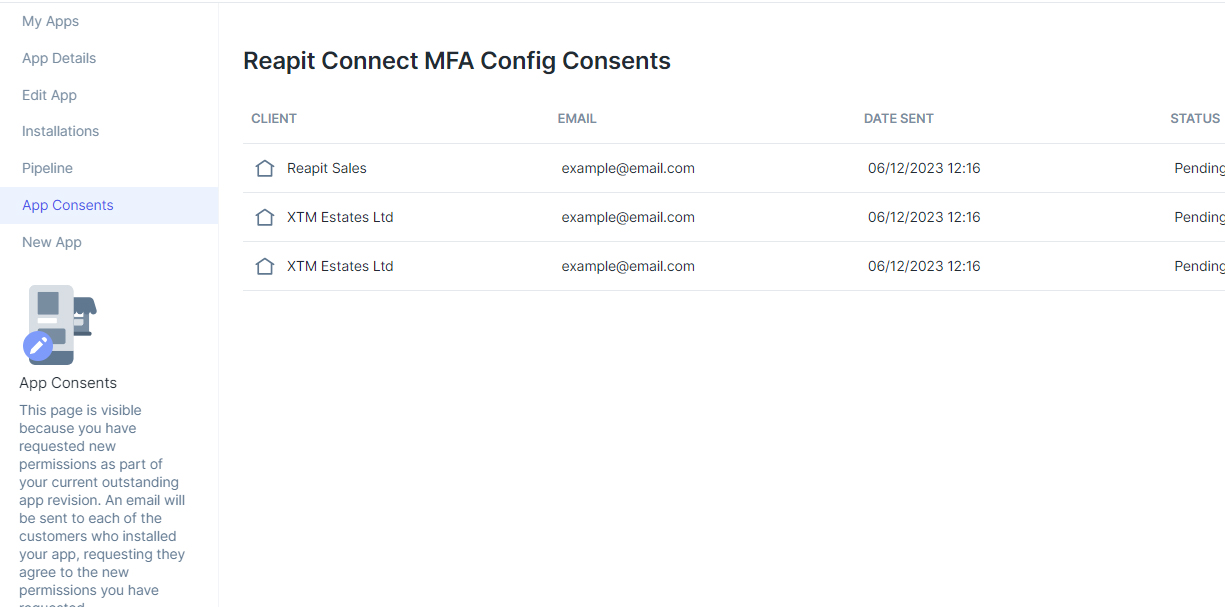 My Apps
App Details
Edit App
Installations
Pipeline
App Consents
New App
App Consents
This page is visible
because you have
requested new
permissions as part of
your current outstanding
app revision. An email will
be sent to each of the
customers who installed
your app, requesting they
agree to the new
permissions you have
requested
Reapit Connect MFA Config Consents
CLIENT EMAIL DATE SENT STATUS
Reapit Sales example@email.com 06/12/2023 12:16 Pending
XTM Estates Ltd example@email.com 06/12/2023 12:16 Pending
XTM Estates Ltd example@email.com 06/12/2023 12:16 Pending